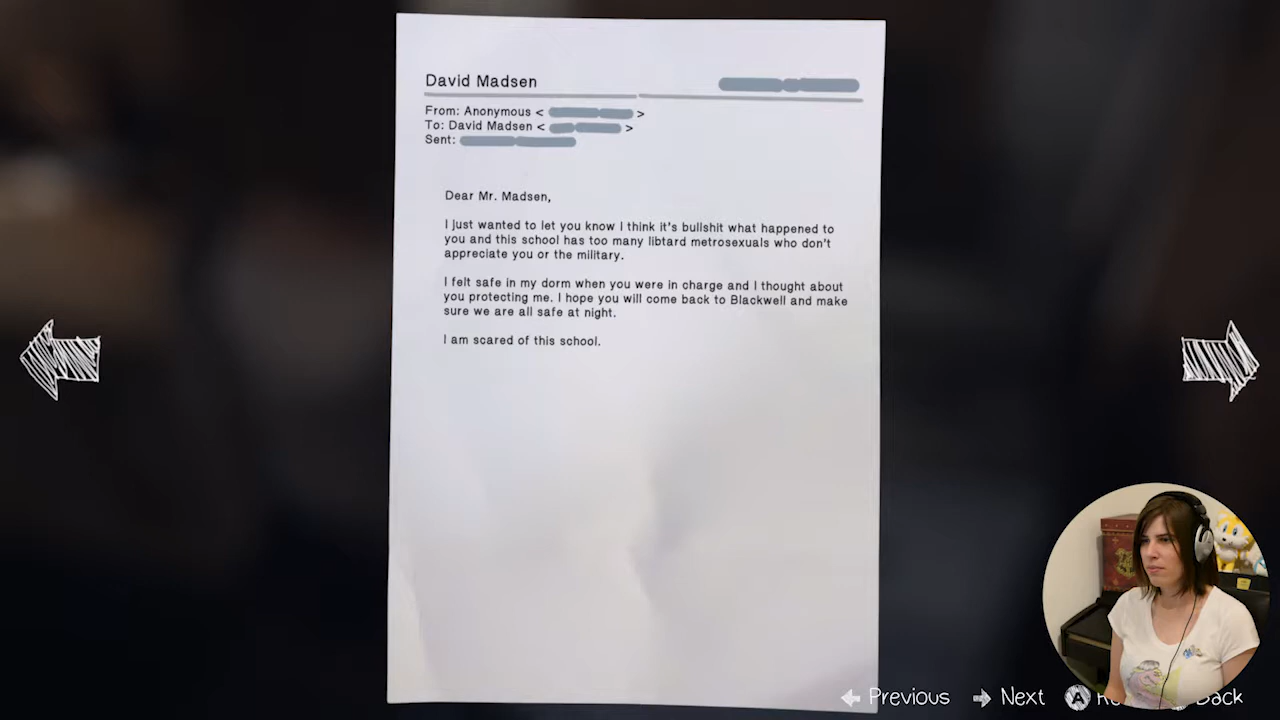 David Madsen
From: Anonymous < >
To: David Madsen < >
Sent:
Dear Mr. Madsen,
I just wanted to let you know I think it's bullshit what happened to
you and this school has too many libtard metrosexuals who don't
appreciate you or the military.
I felt safe in my dorm when you were in charge and I thought about
you protecting me. I hope you will come back to Blackwell and make
sure we are all safe at night.
I am scared of this school.
Previous Next A Back